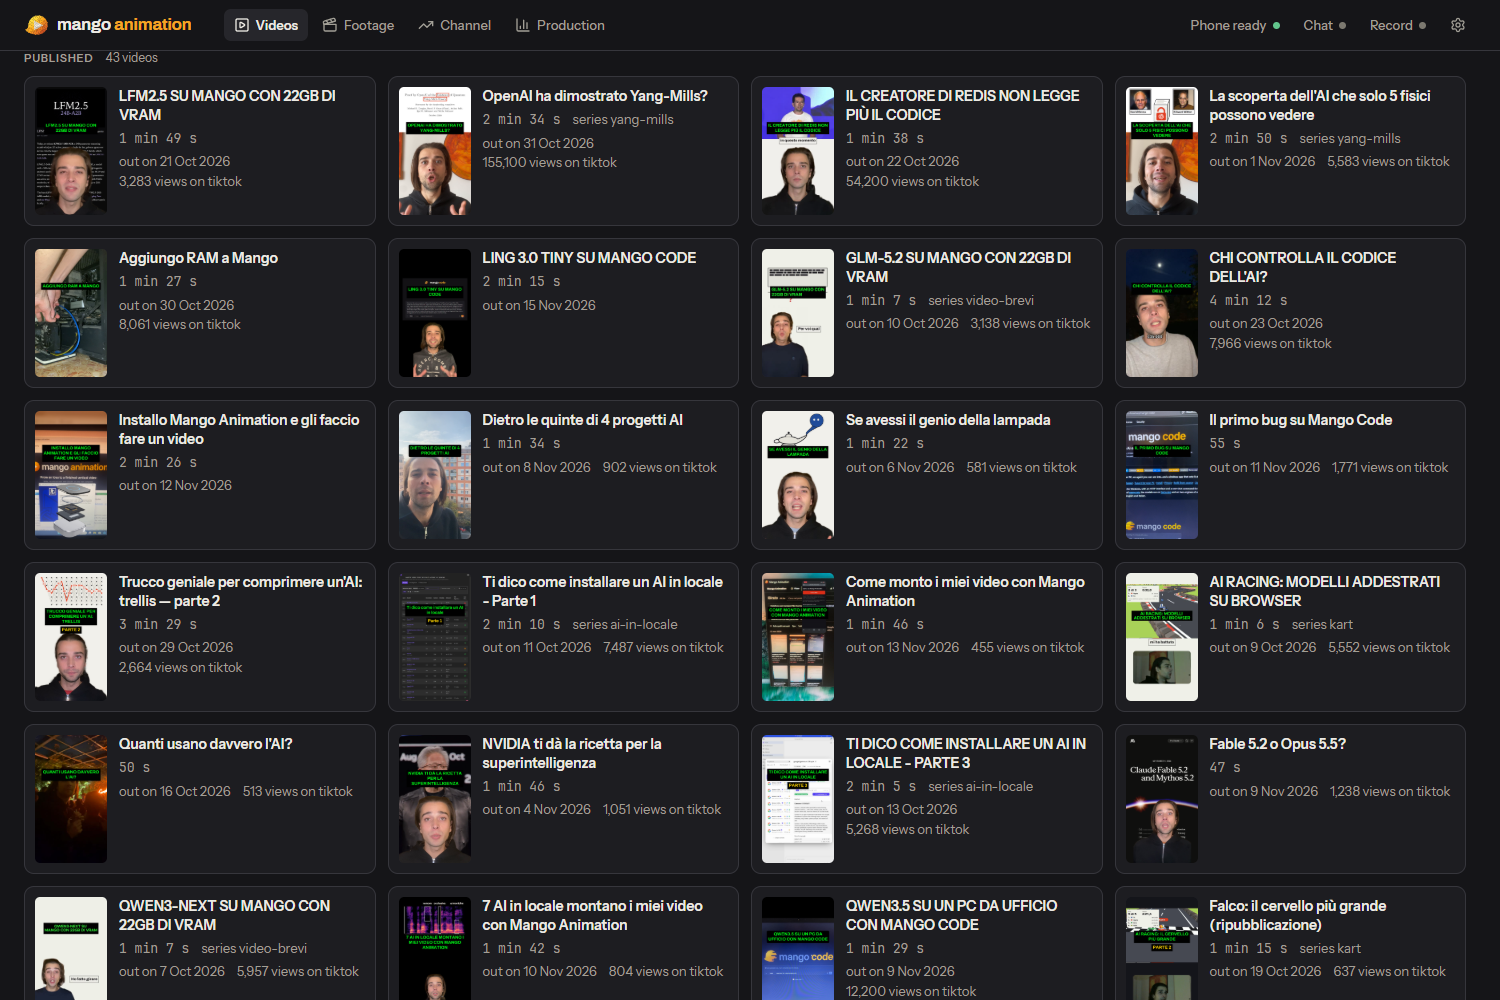 mango animation
Videos
Footage
Channel
Production
Phone ready
Chat
Record
PUBLISHED 43 videos
LFM2.5 SU MANGO CON 22GB DI
VRAM
1 min 49 s
out on 21 Oct 2026
3,283 views on tiktok
OpenAI ha dimostrato Yang-Mills?
2 min 34 s series yang-mills
out on 31 Oct 2026
155,100 views on tiktok
IL CREATORE DI REDIS NON LEGGE
PIÙ IL CODICE
1 min 38 s
out on 22 Oct 2026
54,200 views on tiktok
La scoperta dell'AI che solo 5 fisici
possono vedere
2 min 50 s series yang-mills
out on 1 Nov 2026 5,583 views on tiktok
Aggiungo RAM a Mango
1 min 27 s
out on 30 Oct 2026
8,061 views on tiktok
LING 3.0 TINY SU MANGO CODE
2 min 15 s
out on 15 Nov 2026
GLM-5.2 SU MANGO CON 22GB DI
VRAM
1 min 7 s series video-brevi
out on 10 Oct 2026 3,138 views on tiktok
CHI CONTROLLA IL CODICE
DELL'AI?
4 min 12 s
out on 23 Oct 2026
7,966 views on tiktok
Installo Mango Animation e gli faccio
fare un video
2 min 26 s
out on 12 Nov 2026
Dietro le quinte di 4 progetti AI
1 min 34 s
out on 8 Nov 2026 902 views on tiktok
Se avessi il genio della lampada
1 min 22 s
out on 6 Nov 2026 581 views on tiktok
Il primo bug su Mango Code
55 s
out on 11 Nov 2026 1,771 views on tiktok
Trucco geniale per comprimere un'AI:
trellis — parte 2
3 min 29 s
out on 29 Oct 2026
2,664 views on tiktok
Ti dico come installare un AI in locale
- Parte 1
2 min 10 s series ai-in-locale
out on 11 Oct 2026 7,487 views on tiktok
Come monto i miei video con Mango
Animation
1 min 46 s
out on 13 Nov 2026 455 views on tiktok
AI RACING: MODELLI ADDESTRATI
SU BROWSER
1 min 6 s series kart
out on 9 Oct 2026 5,552 views on tiktok
Quanti usano davvero l'AI?
50 s
out on 16 Oct 2026 513 views on tiktok
NVIDIA ti dà la ricetta per la
superintelligenza
1 min 46 s
out on 4 Nov 2026 1,051 views on tiktok
TI DICO COME INSTALLARE UN AI IN
LOCALE - PARTE 3
2 min 5 s series ai-in-locale
out on 13 Oct 2026
5,268 views on tiktok
Claude Fable 5.2
and Mythos 5.2
Fable 5.2 o Opus 5.5?
47 s
out on 9 Nov 2026 1,238 views on tiktok
QWEN3-NEXT SU MANGO CON
22GB DI VRAM
1 min 7 s series video-brevi
out on 7 Oct 2026 5,957 views on tiktok
7 AI in locale montano i miei video
con Mango Animation
1 min 42 s
out on 10 Nov 2026 804 views on tiktok
QWEN3.5 SU UN PC DA UFFICIO
CON MANGO CODE
1 min 29 s
out on 9 Nov 2026
12,200 views on tiktok
Falco: il cervello più grande
(ripubblicazione)
1 min 15 s series kart
out on 19 Oct 2026 637 views on tiktok